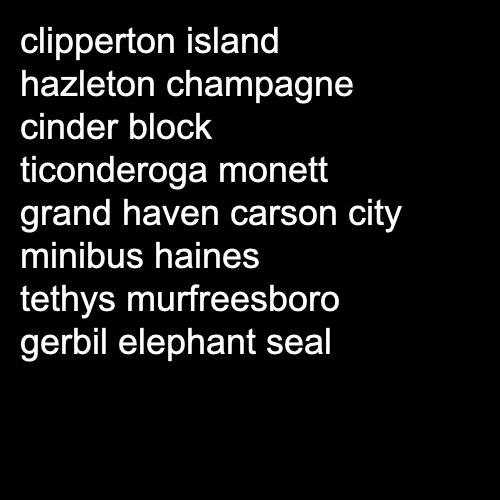 clipperton island
hazleton champagne
cinder block
ticonderoga monett
grand haven carson city
minibus haines
tethys murfreesboro
gerbil elephant seal